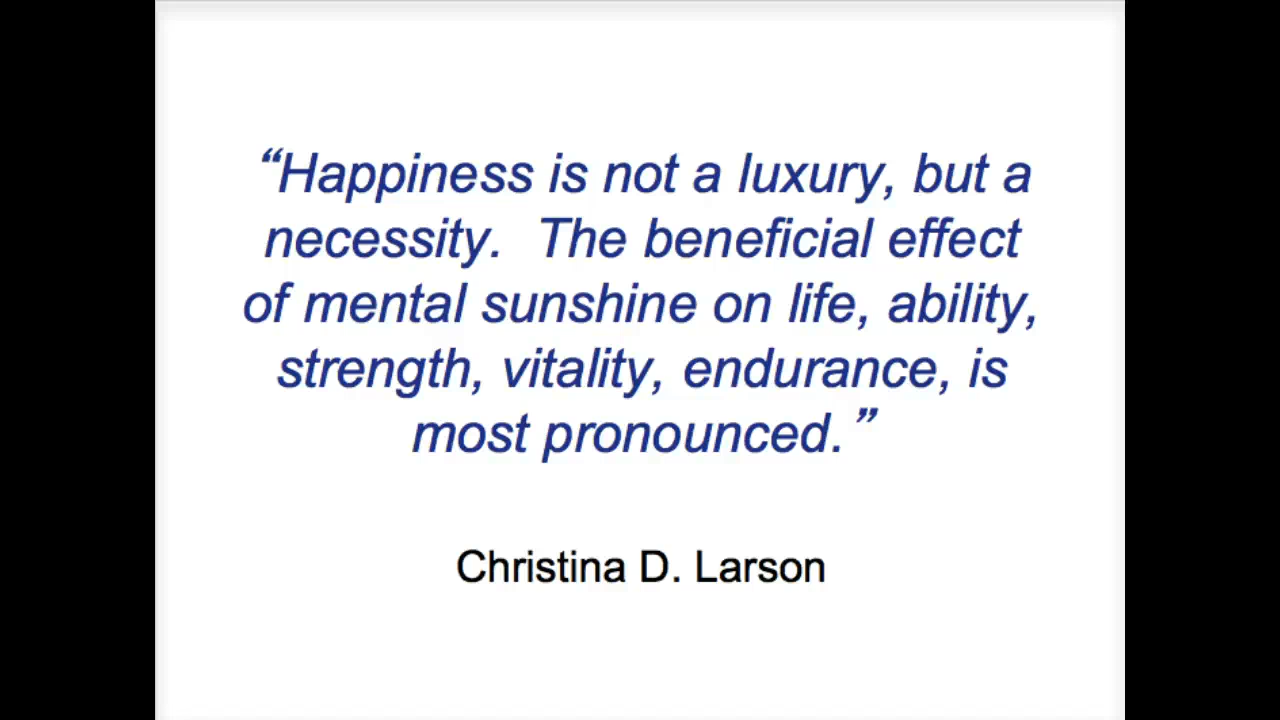 “Happiness is not a luxury, but a
necessity.  The beneficial effect
of mental sunshine on life, ability,
strength, vitality, endurance, is
most pronounced.”
Christina D. Larson